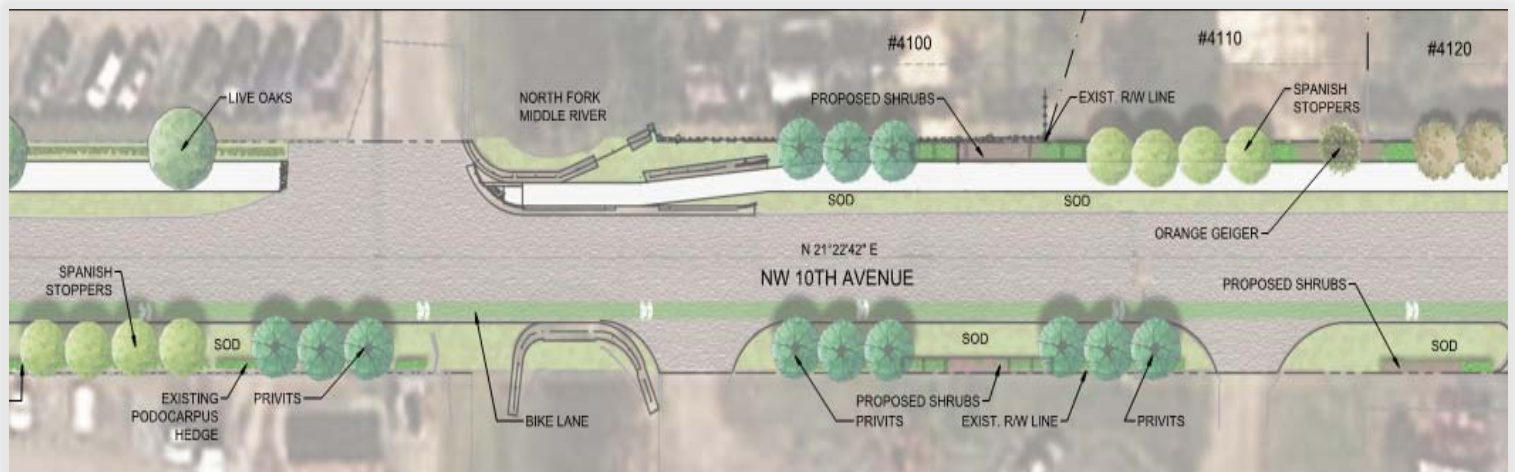 #4100
#4110
#4120
LIVE OAKS
NORTH FORK
MIDDLE RIVER
PROPOSED SHRUBS
EXIST. R/W LINE
SPANISH
STOPPERS
SOD
SOD
ORANGE GEIGER
N 21°22'42" E
NW 10TH AVENUE
SPANISH
STOPPERS
PROPOSED SHRUBS
SOD
SOD
SOD
EXISTING
PODOCARPUS
HEDGE
PRIVITS
BIKE LANE
PROPOSED SHRUBS
PRIVITS
EXIST. R/W LINE
PRIVITS